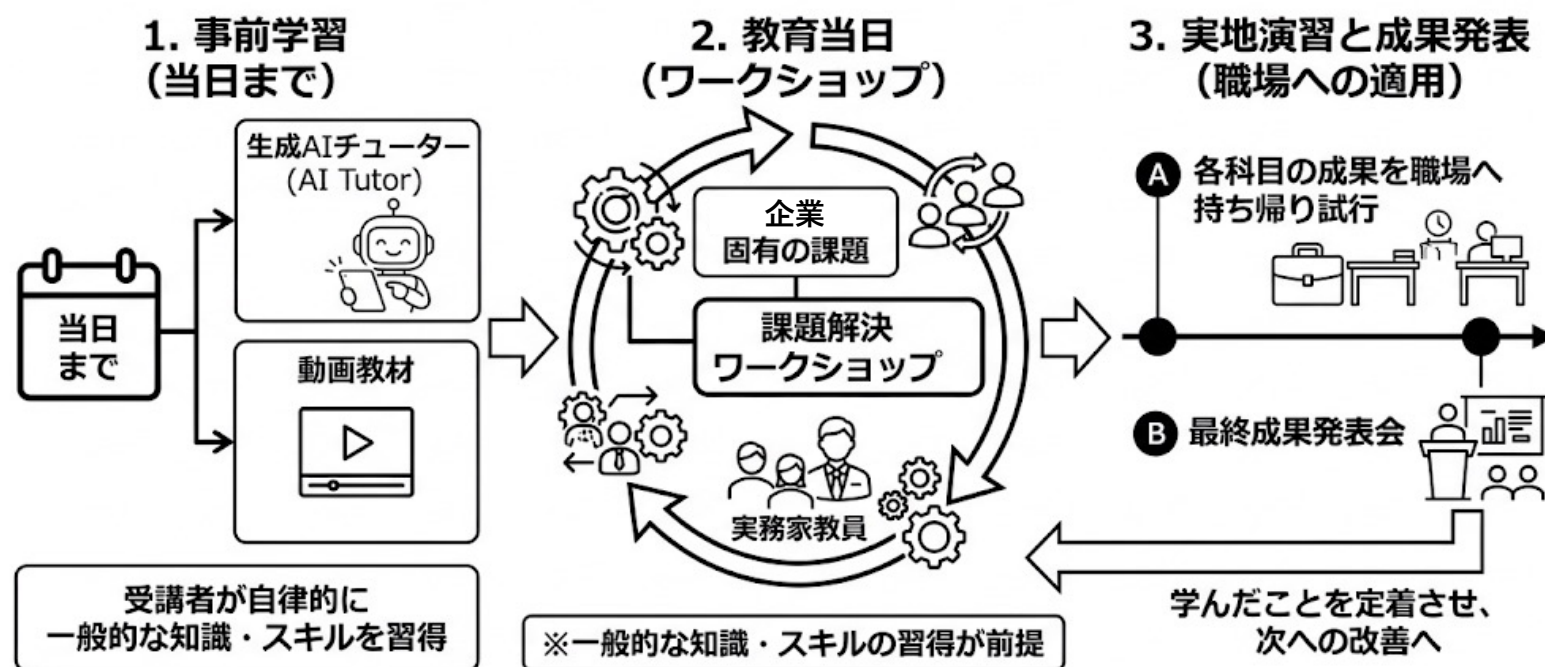 1. 事前学習
(当日まで)
生成AIチューター
(AI Tutor)
当日
まで
動画教材
受講者が自律的に
一般的な知識・スキルを習得
2. 教育当日
(ワークショップ)
企業
固有の課題
課題解決
ワークショップ
実務家教員
※一般的な知識・スキルの習得が前提
3. 実地演習と成果発表
(職場への適用)
A 各科目の成果を職場へ
持ち帰り試行
B 最終成果発表会
学んだことを定着させ、
次への改善へ